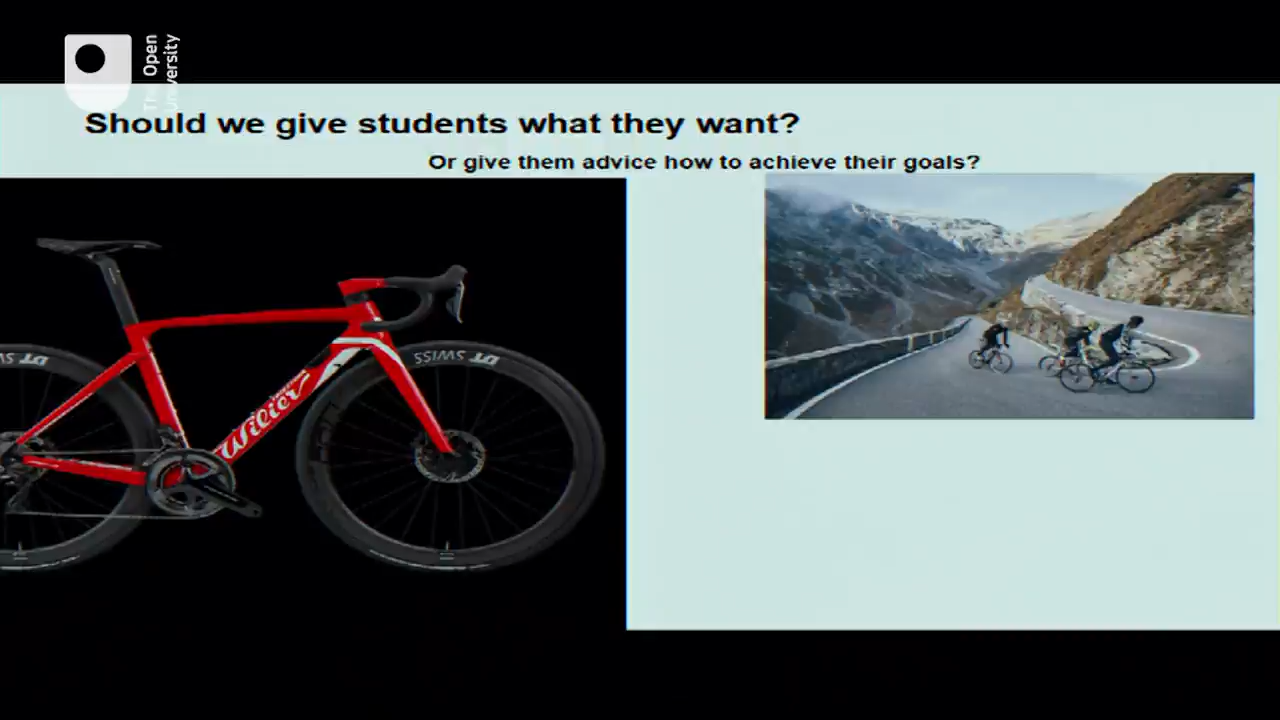 The Open
University
Should we give students what they want?
Or give them advice how to achieve their goals?
DT SWISS
DT SWISS
Wilier